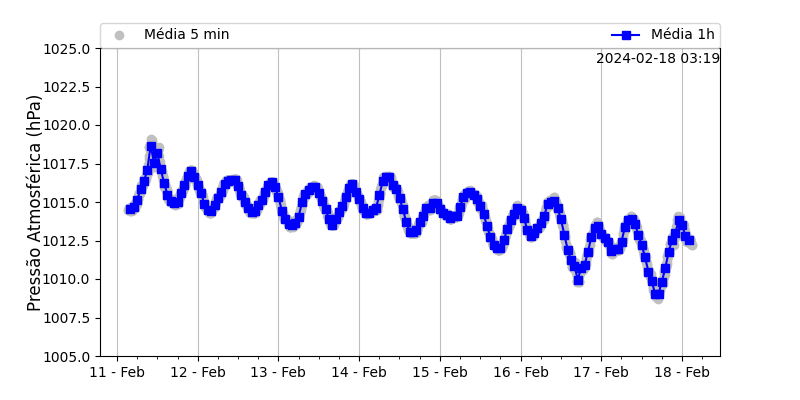 Média 5 min
Média 1h
2024-02-18 03:19
Pressão Atmosférica (hPa)
1025.0
1022.5
1020.0
1017.5
1015.0
1012.5
1010.0
1007.5
1005.0
11 - Feb
12 - Feb
13 - Feb
14 - Feb
15 - Feb
16 - Feb
17 - Feb
18 - Feb